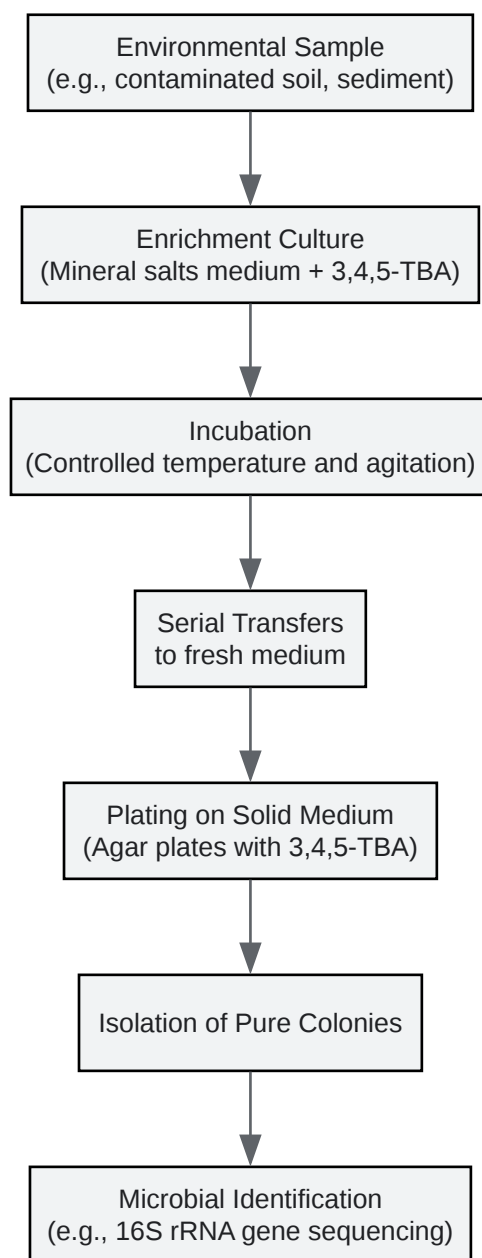 Environmental Sample
(e.g., contaminated soil, sediment)
Enrichment Culture
(Mineral salts medium + 3,4,5-TBA)
Incubation
(Controlled temperature and agitation)
Serial Transfers
to fresh medium
Plating on Solid Medium
(Agar plates with 3,4,5-TBA)
Isolation of Pure Colonies
Microbial Identification
(e.g., 16S rRNA gene sequencing)